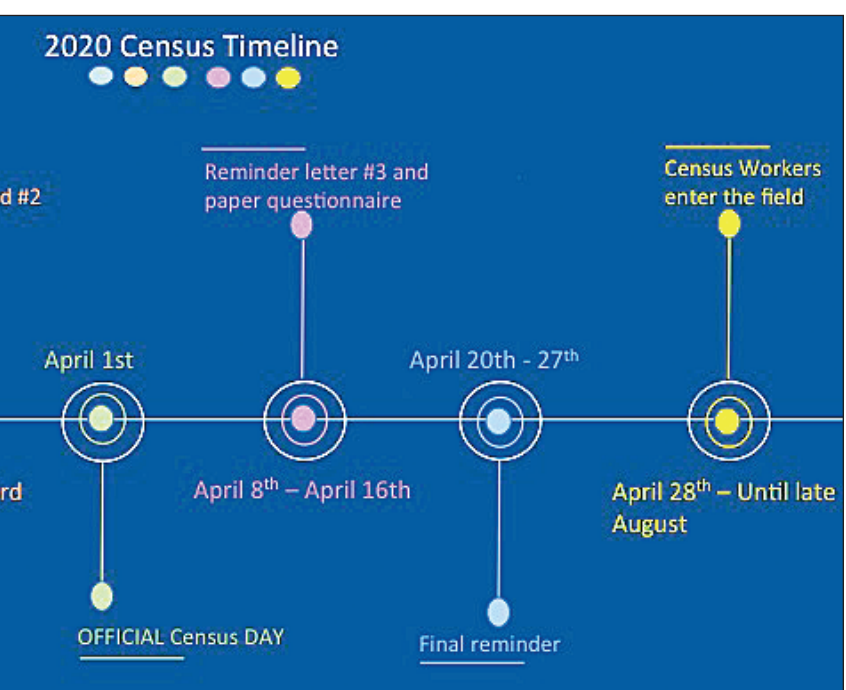 2020 Census Timeline
d #2
Reminder letter #3 and
paper questionnaire
Census Workers
enter the field
April 1st
April 20th - 27th
rd
April 8th – April 16th
April 28th – Until late
August
OFFICIAL Census DAY
Final reminder